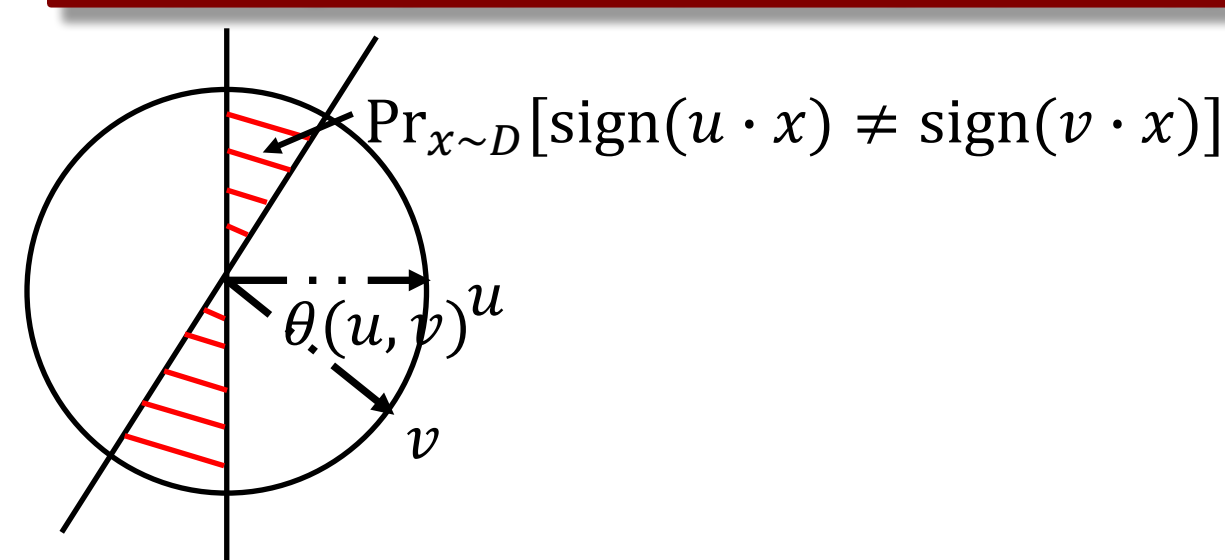 Pr_{x∼D}[sign(u · x) ≠ sign(v · x)]
u
θ(u, v)
v